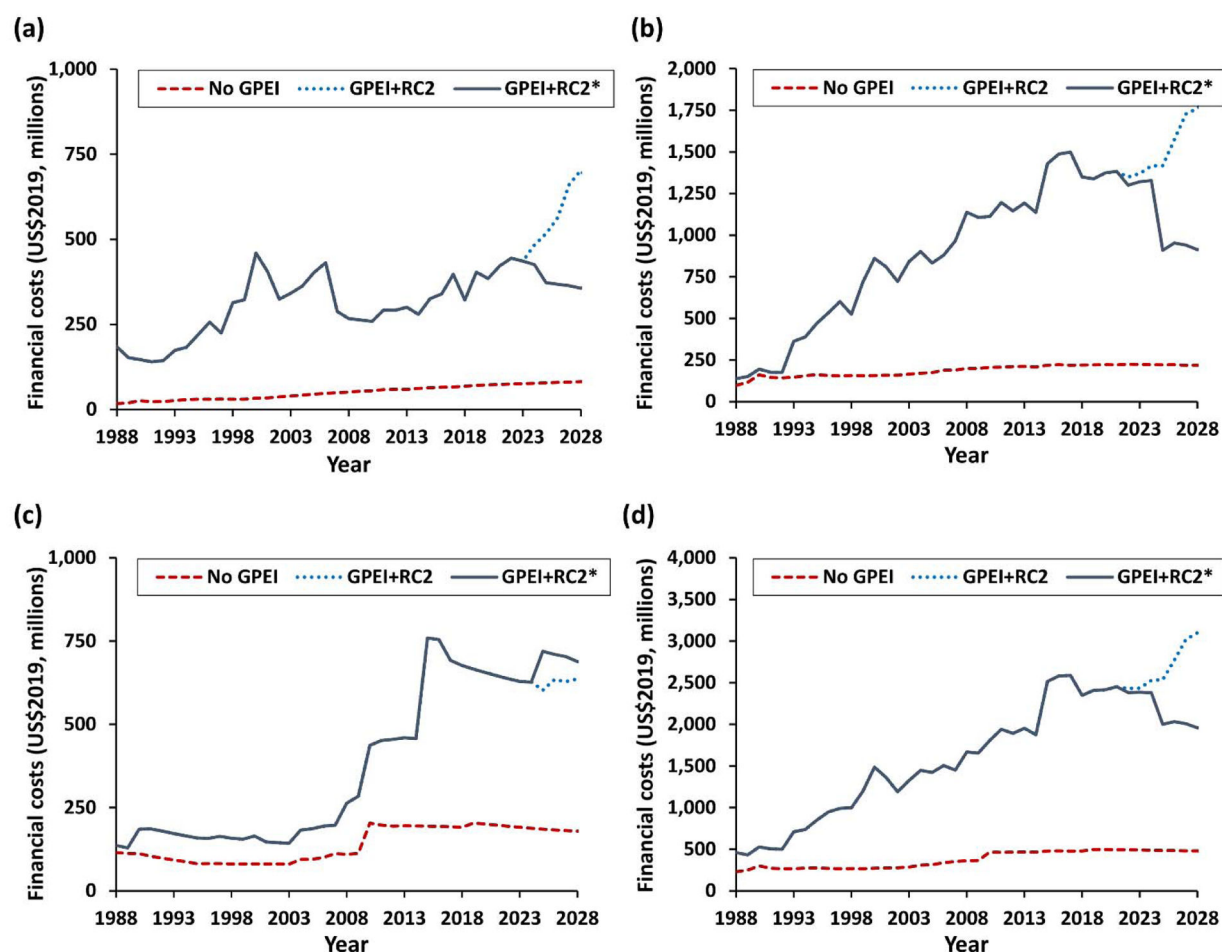 (a)
Financial costs (US$2019, millions)
1,000
750
500
250
0
No GPEI GPEI+RC2 GPEI+RC2*
1988 1993 1998 2003 2008 2013 2018 2023 2028
Year
(b)
Financial costs (US$2019, millions)
2,000
1,750
1,500
1,250
1,000
750
500
250
0
No GPEI GPEI+RC2 GPEI+RC2*
1988 1993 1998 2003 2008 2013 2018 2023 2028
Year
(c)
Financial costs (US$2019, millions)
1,000
750
500
250
0
No GPEI GPEI+RC2 GPEI+RC2*
1988 1993 1998 2003 2008 2013 2018 2023 2028
Year
(d)
Financial costs (US$2019, millions)
4,000
3,500
3,000
2,500
2,000
1,500
1,000
500
0
No GPEI GPEI+RC2 GPEI+RC2*
1988 1993 1998 2003 2008 2013 2018 2023 2028
Year